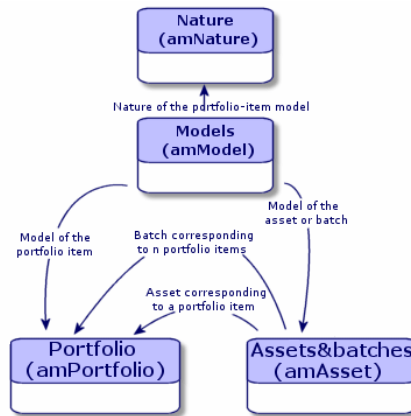 Nature
(amNature)
Nature of the portfolio-item model
Models
(amModel)
Model of the
asset or batch
Model of the
portfolio item
Batch corresponding
to n portfolio items
Asset corresponding
to a portfolio item
Portfolio
(amPortfolio)
Assets&batches
(amAsset)